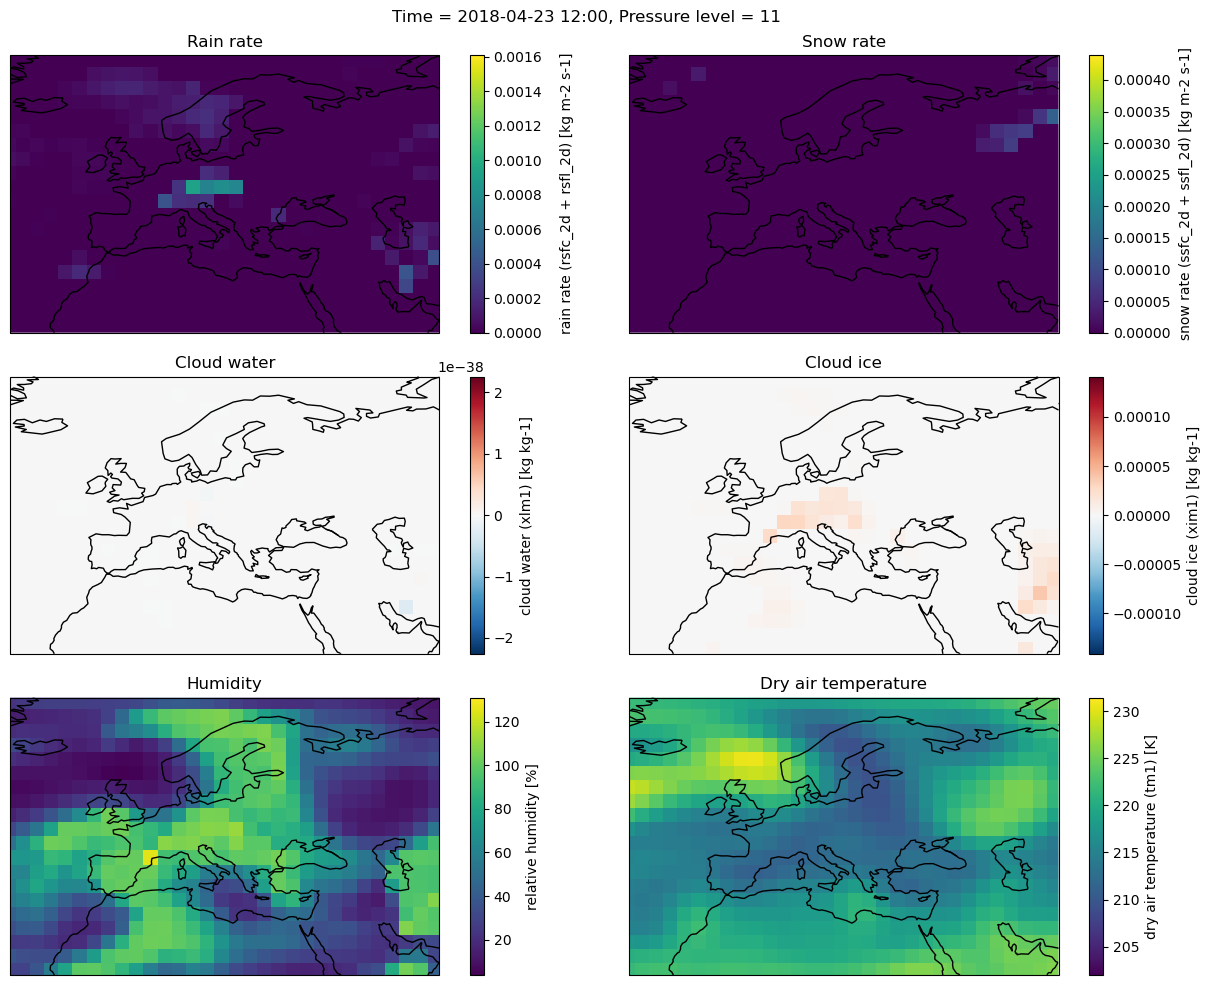 Time = 2018-04-23 12:00, Pressure level = 11
Rain rate
0.0016
0.0014
0.0012
0.0010
0.0008
0.0006
0.0004
0.0002
0.0000
rain rate (rsfc_2d + rsfl_2d) [kg m-2 s-1]
Snow rate
0.00040
0.00035
0.00030
0.00025
0.00020
0.00015
0.00010
0.00005
0.00000
snow rate (ssfc_2d + ssfl_2d) [kg m-2 s-1]
Cloud water
1e−38
2
1
0
−1
−2
cloud water (xlm1) [kg kg-1]
Cloud ice
0.00010
0.00005
0.00000
−0.00005
−0.00010
cloud ice (xim1) [kg kg-1]
Humidity
120
100
80
60
40
20
relative humidity [%]
Dry air temperature
230
225
220
215
210
205
dry air temperature (tm1) [K]